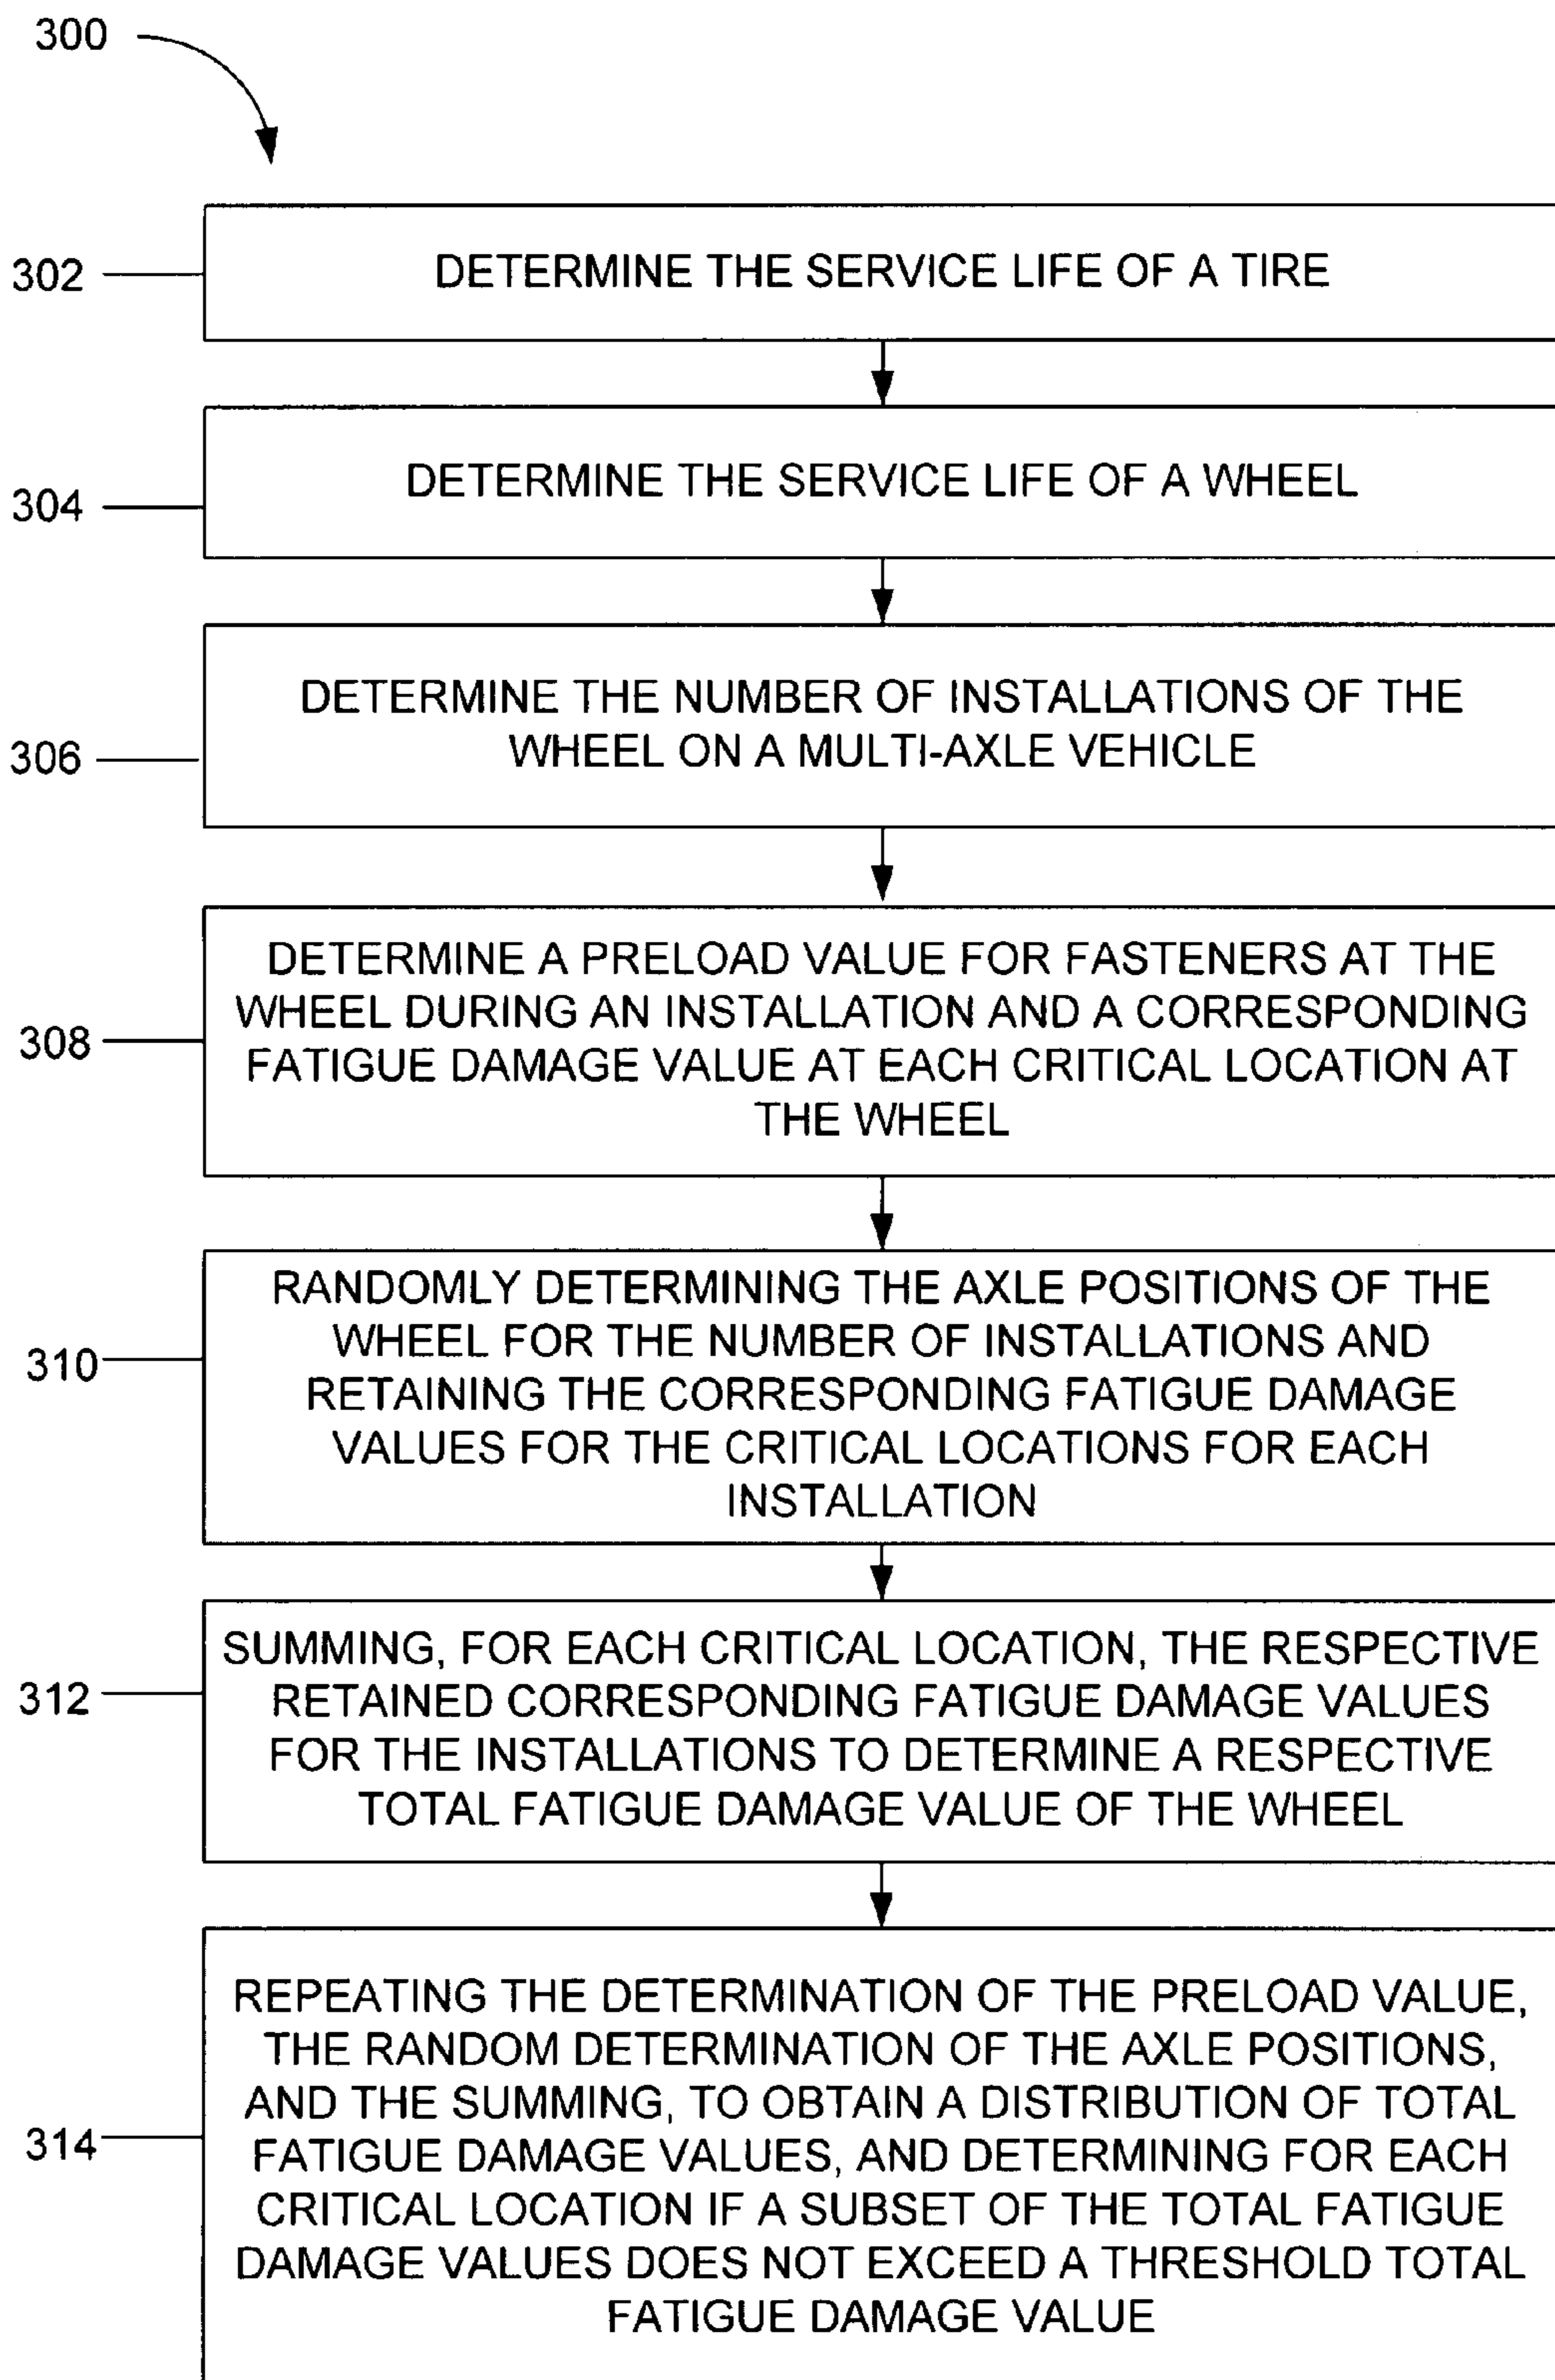 300
302
DETERMINE THE SERVICE LIFE OF A TIRE
304
DETERMINE THE SERVICE LIFE OF A WHEEL
306
DETERMINE THE NUMBER OF INSTALLATIONS OF THE
WHEEL ON A MULTI-AXLE VEHICLE
308
DETERMINE A PRELOAD VALUE FOR FASTENERS AT THE
WHEEL DURING AN INSTALLATION AND A CORRESPONDING
FATIGUE DAMAGE VALUE AT EACH CRITICAL LOCATION AT
THE WHEEL
310
RANDOMLY DETERMINING THE AXLE POSITIONS OF THE
WHEEL FOR THE NUMBER OF INSTALLATIONS AND
RETAINING THE CORRESPONDING FATIGUE DAMAGE
VALUES FOR THE CRITICAL LOCATIONS FOR EACH
INSTALLATION
312
SUMMING, FOR EACH CRITICAL LOCATION, THE RESPECTIVE
RETAINED CORRESPONDING FATIGUE DAMAGE VALUES
FOR THE INSTALLATIONS TO DETERMINE A RESPECTIVE
TOTAL FATIGUE DAMAGE VALUE OF THE WHEEL
314
REPEATING THE DETERMINATION OF THE PRELOAD VALUE,
THE RANDOM DETERMINATION OF THE AXLE POSITIONS,
AND THE SUMMING, TO OBTAIN A DISTRIBUTION OF TOTAL
FATIGUE DAMAGE VALUES, AND DETERMINING FOR EACH
CRITICAL LOCATION IF A SUBSET OF THE TOTAL FATIGUE
DAMAGE VALUES DOES NOT EXCEED A THRESHOLD TOTAL
FATIGUE DAMAGE VALUE